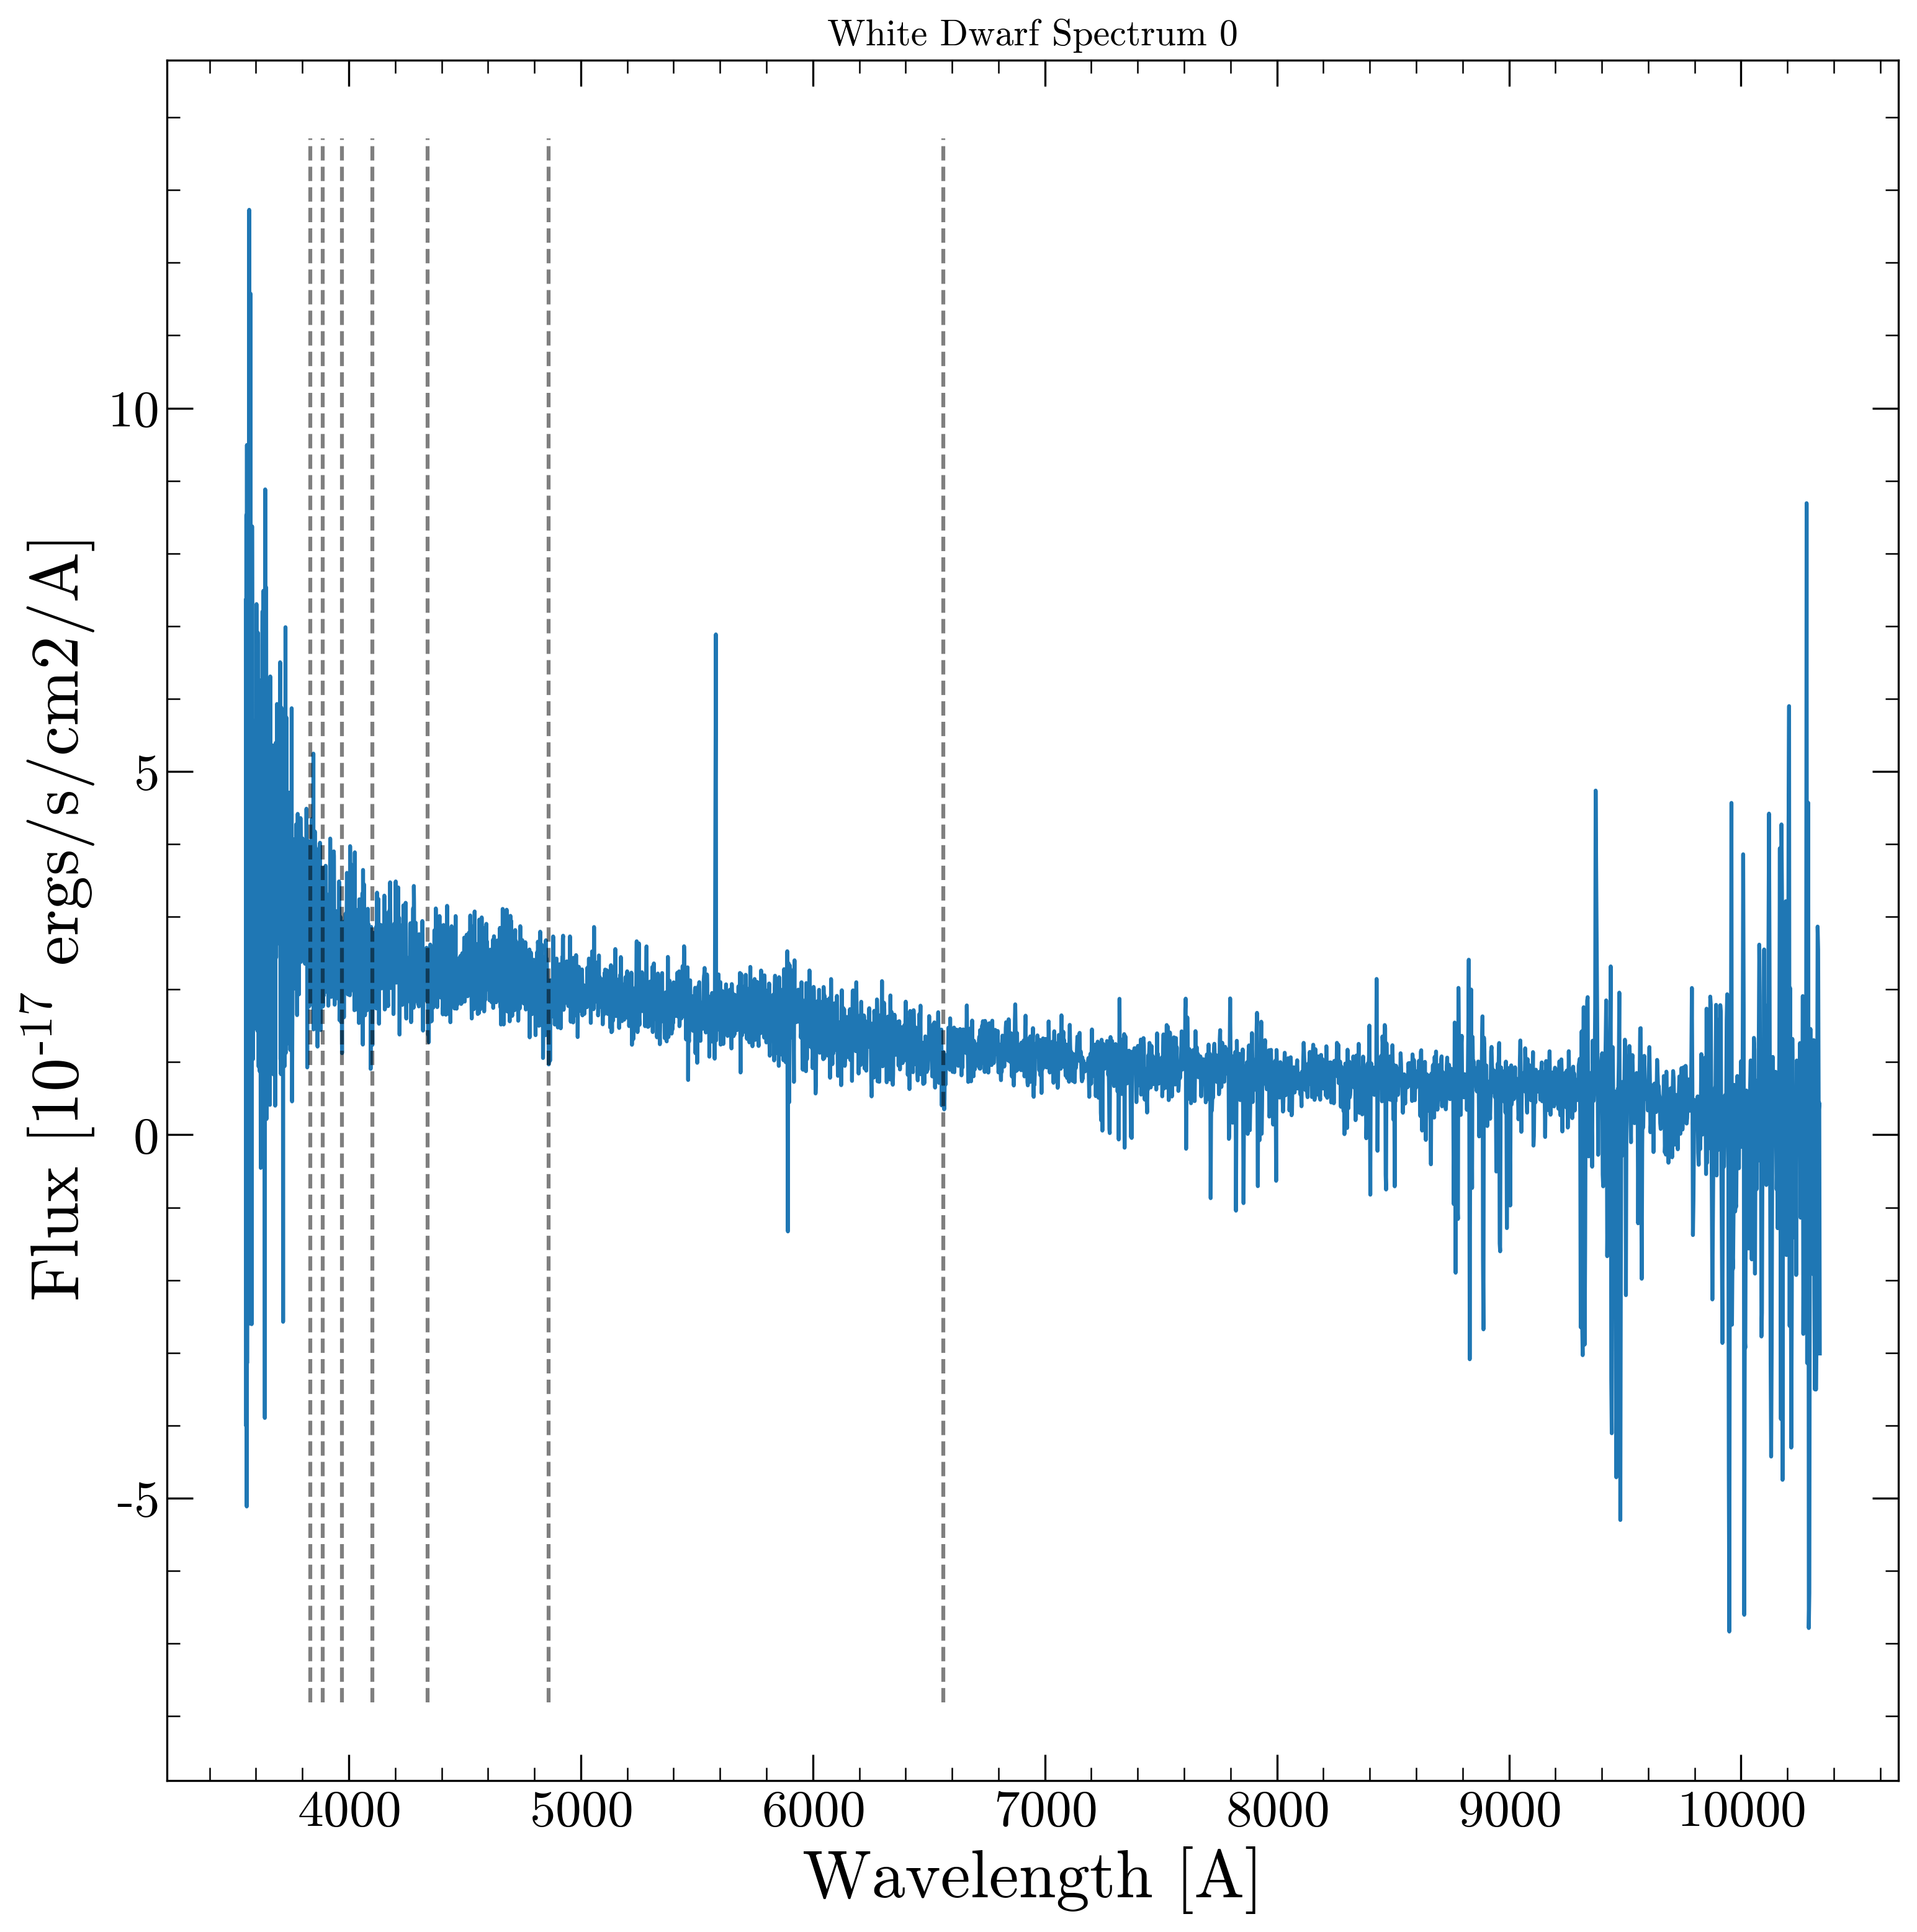 White Dwarf Spectrum 0
10
5
0
-5
Flux [10-17 ergs/s/cm2/A]
4000 5000 6000 7000 8000 9000 10000
Wavelength [A]